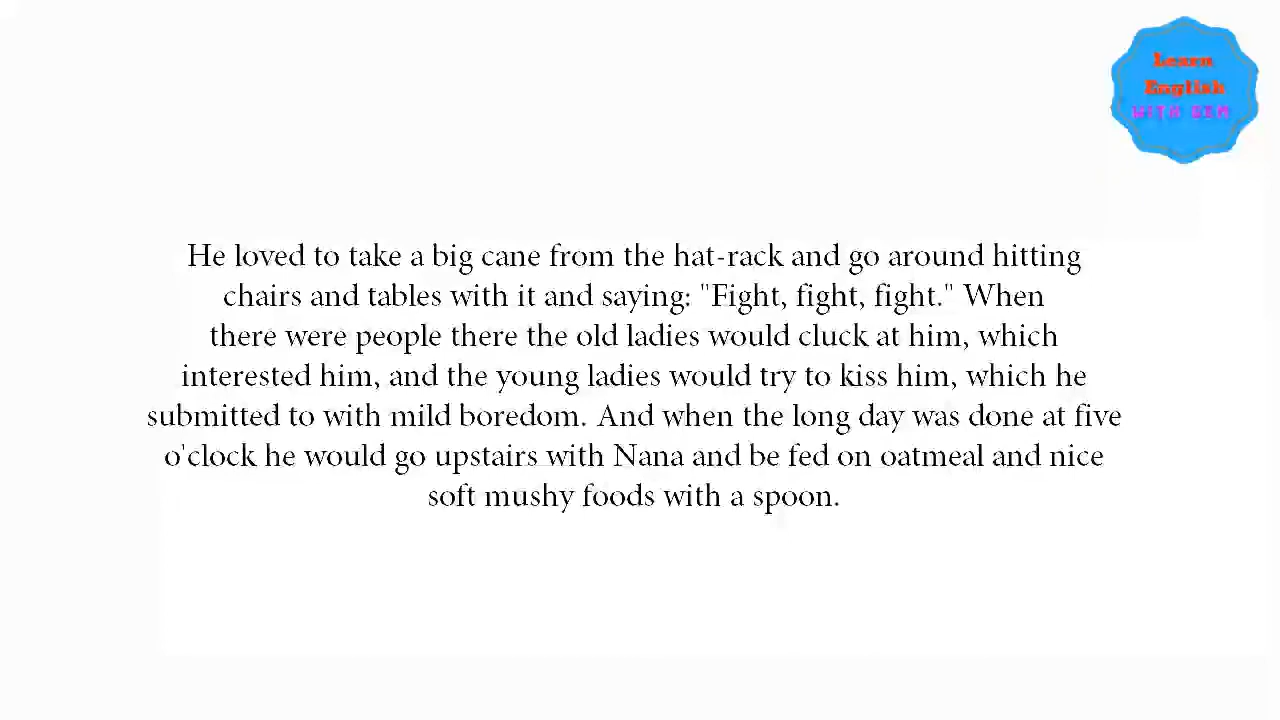 Learn
English
WITH SIM
He loved to take a big cane from the hat-rack and go around hitting
chairs and tables with it and saying: "Fight, fight, fight." When
there were people there the old ladies would cluck at him, which
interested him, and the young ladies would try to kiss him, which he
submitted to with mild boredom. And when the long day was done at five
o'clock he would go upstairs with Nana and be fed on oatmeal and nice
soft mushy foods with a spoon.